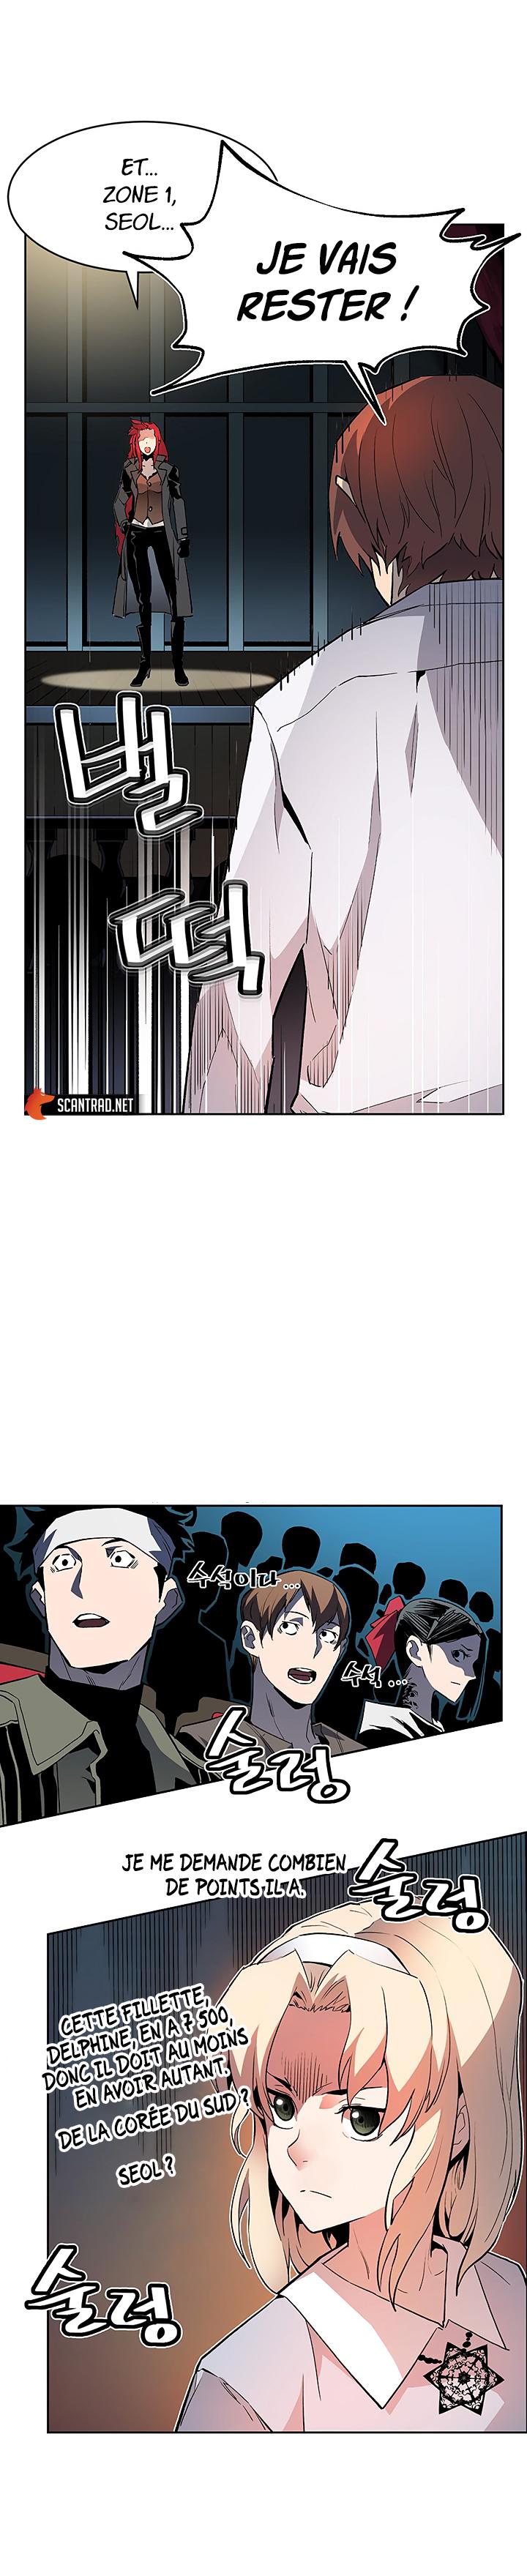 ET...
ZONE 1,
SEOL...
JE VAIS
RESTER !
벌
떡
SCANTRAD.NET
수석이다...
수석...
술렁
JE ME DEMANDE COMBIEN
DE POINTS IL A.
술렁
CETTE FILLETTE,
DELPHINE, EN A 7 500,
DONC IL DOIT AU MOINS
EN AVOIR AUTANT.
DE LA CORÉE DU SUD ?
SEOL ?
술렁